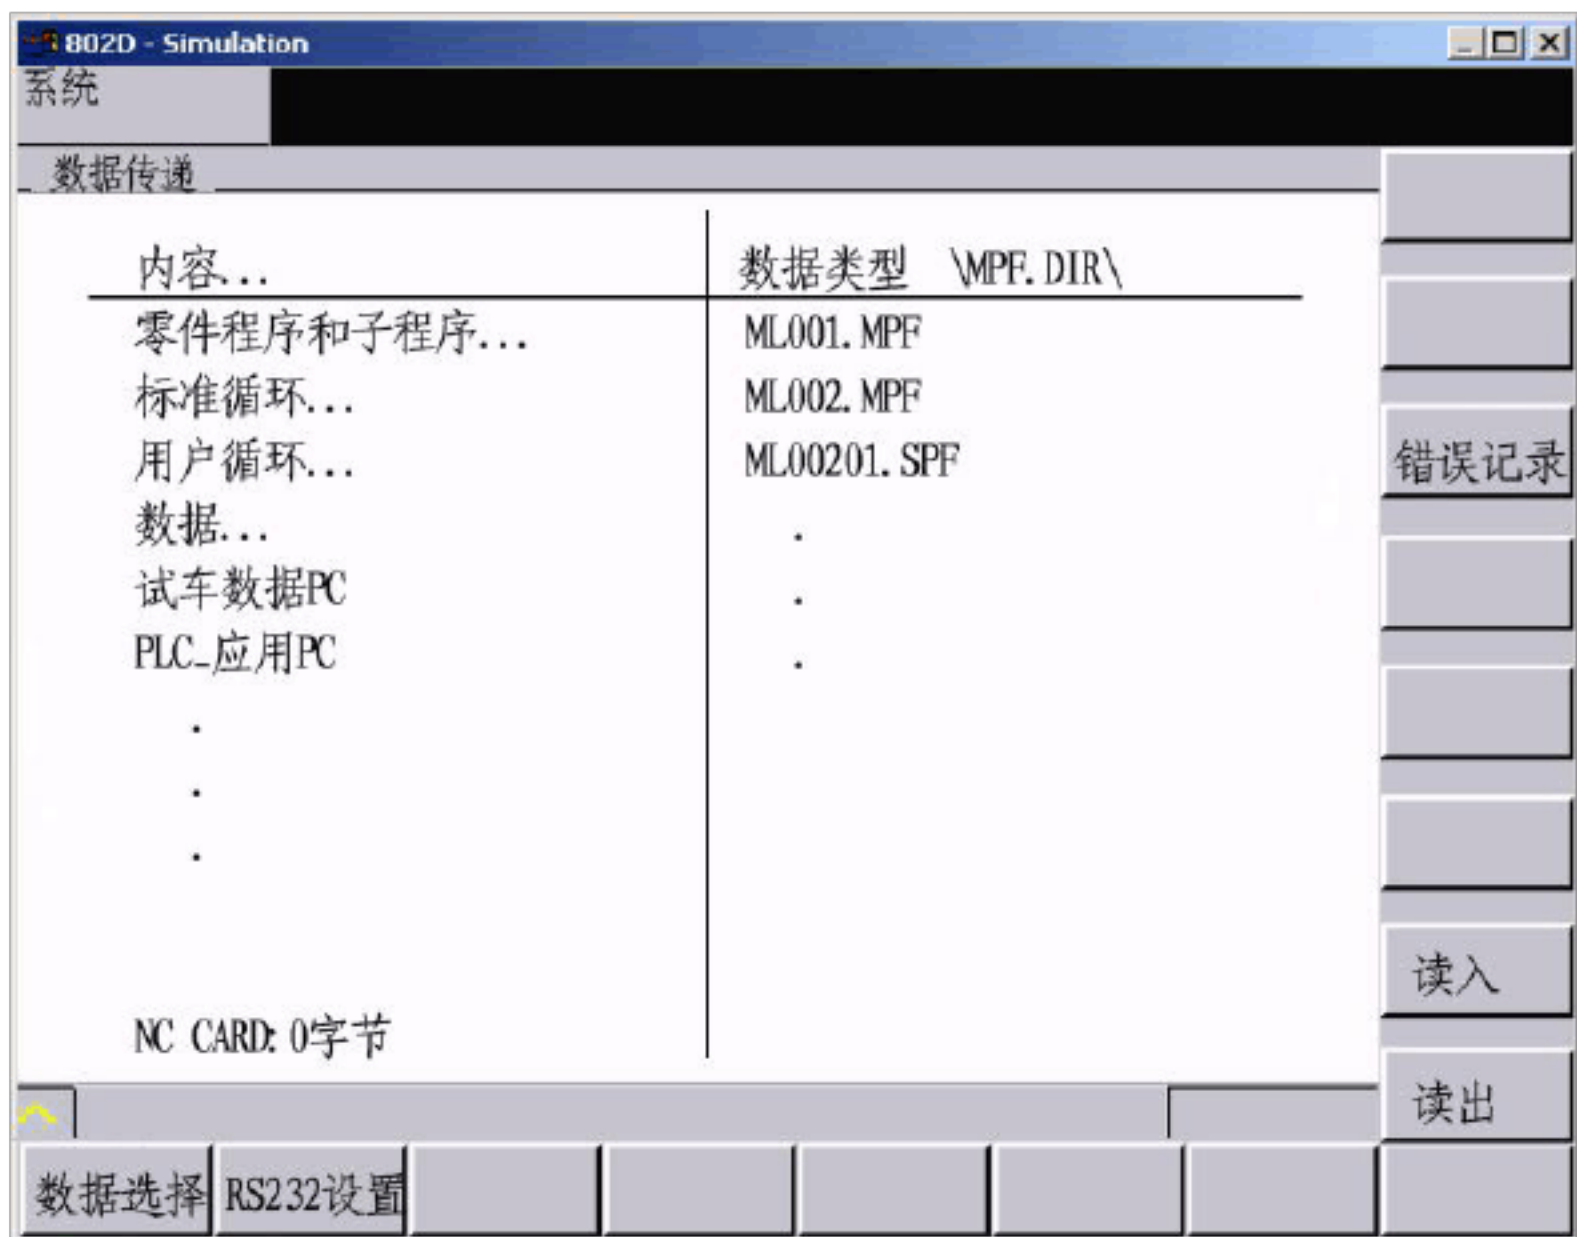 802D - Simulation
系统
数据传递
内容...
数据类型 \MPF.DIR\
零件程序和子程序...
ML001.MPF
标准循环...
ML002.MPF
用户循环...
ML00201.SPF
错误记录
数据...
.
试车数据PC
.
PLC_应用PC
.
.
.
.
读入
NC CARD: 0字节
读出
数据选择
RS232设置